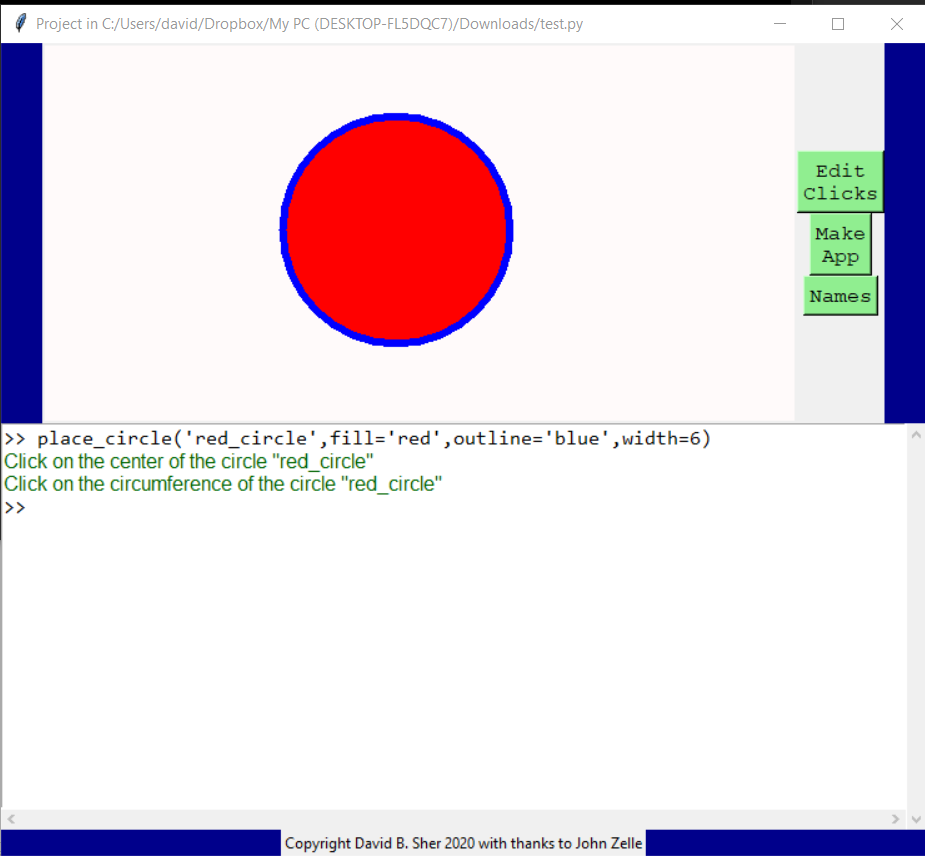 Project in C:/Users/david/Dropbox/My PC (DESKTOP-FL5DQC7)/Downloads/test.py
Edit
Clicks
Make
App
Names
>> place_circle('red_circle',fill='red',outline='blue',width=6)
Click on the center of the circle "red_circle"
Click on the circumference of the circle "red_circle"
>>
Copyright David B. Sher 2020 with thanks to John Zelle